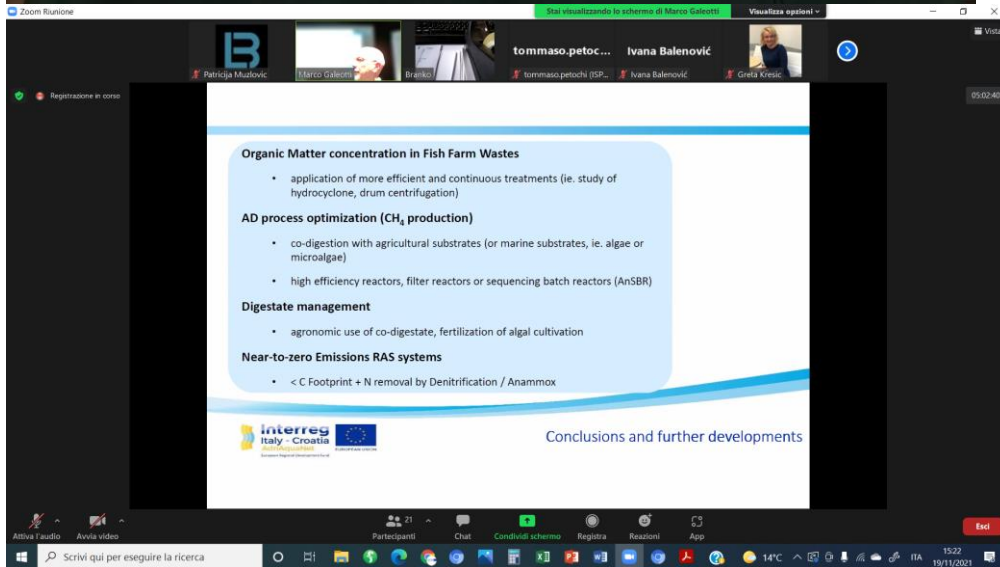 Zoom Riunione
Stai visualizzando lo schermo di Marco Galeotti
Visualizza opzioni
Vista
tommaso.petoc...
Ivana Balenović
Patricija Muzlovic
Marco Galeotti
Branko
tommaso.petochi (ISP...
Ivana Balenović
Greta Kresic
Registrazione in corso
05:02:40
Organic Matter concentration in Fish Farm Wastes
• application of more efficient and continuous treatments (ie. study of
hydrocyclone, drum centrifugation)
AD process optimization (CH₄ production)
• co-digestion with agricultural substrates (or marine substrates, ie. algae or
microalgae)
• high efficiency reactors, filter reactors or sequencing batch reactors (AnSBR)
Digestate management
• agronomic use of co-digestate, fertilization of algal cultivation
Near-to-zero Emissions RAS systems
• < C Footprint + N removal by Denitrification / Anammox
Interreg
Italy - Croatia
AdriAquaNet
European Regional Development Fund
EUROPEAN UNION
Conclusions and further developments
Attiva l'audio
Avvia video
21
Partecipanti
Chat
Condividi schermo
Registra
Reazioni
App
Esci
Scrivi qui per eseguire la ricerca
14°C
ITA
15:22
19/11/2021